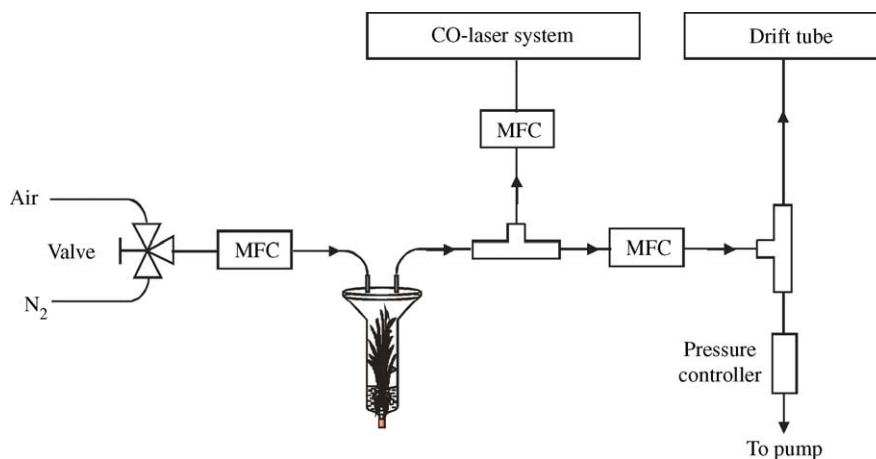 CO-laser system
Drift tube
MFC
Air
Valve
MFC
MFC
N₂
Pressure
controller
To pump